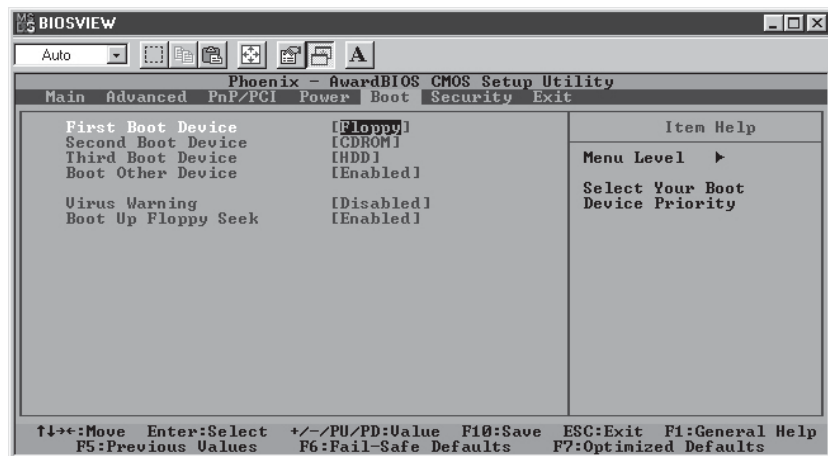 BIOSVIEW
Auto
A
Phoenix - AwardBIOS CMOS Setup Utility
Main Advanced PnP/PCI Power Boot Security Exit
First Boot Device [Floppy]
Second Boot Device [CDROM]
Third Boot Device [HDD]
Boot Other Device [Enabled]
Virus Warning [Disabled]
Boot Up Floppy Seek [Enabled]
Item Help
Menu Level ►
Select Your Boot
Device Priority
↑↓→←:Move Enter:Select +/-/PU/PD:Value F10:Save ESC:Exit F1:General Help
F5:Previous Values F6:Fail-Safe Defaults F7:Optimized Defaults